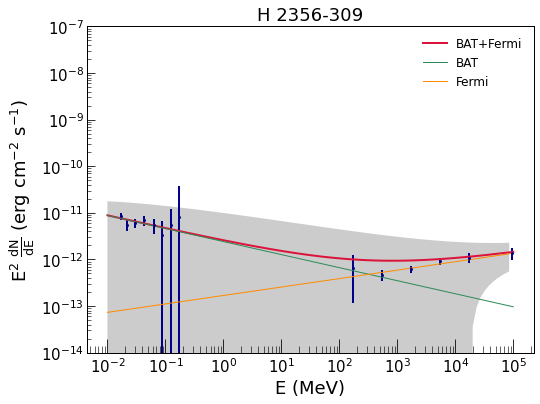 H 2356-309
BAT+Fermi
BAT
Fermi
10⁻⁷
10⁻⁸
10⁻⁹
10⁻¹⁰
10⁻¹¹
10⁻¹²
10⁻¹³
10⁻¹⁴
E² dN/dE (erg cm⁻² s⁻¹)
10⁻² 10⁻¹ 10⁰ 10¹ 10² 10³ 10⁴ 10⁵
E (MeV)